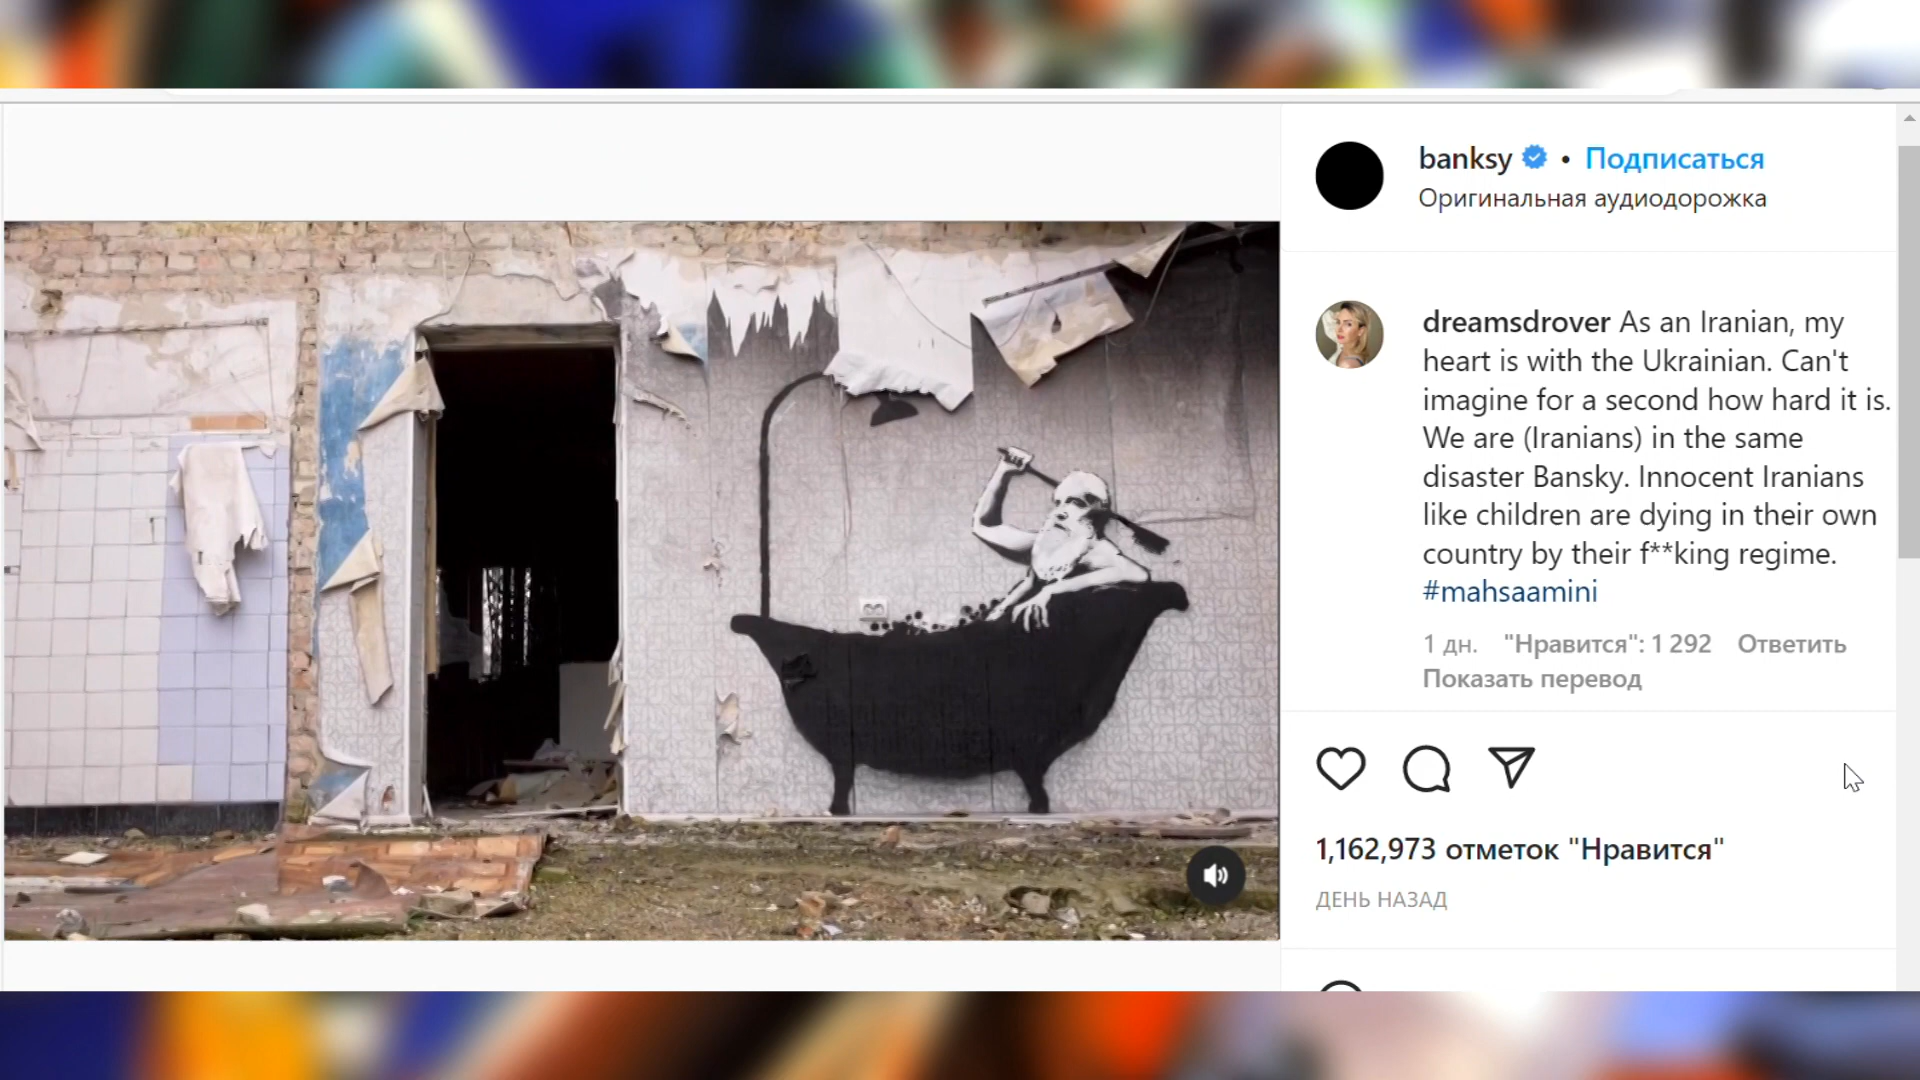 banksy • Подписаться
Оригинальная аудиодорожка
dreamsdrover As an Iranian, my
heart is with the Ukrainian. Can't
imagine for a second how hard it is.
We are (Iranians) in the same
disaster Bansky. Innocent Iranians
like children are dying in their own
country by their f**king regime.
#mahsaamini
1 дн. "Нравится": 1 292 Ответить
Показать перевод
1,162,973 отметок "Нравится"
ДЕНЬ НАЗАД